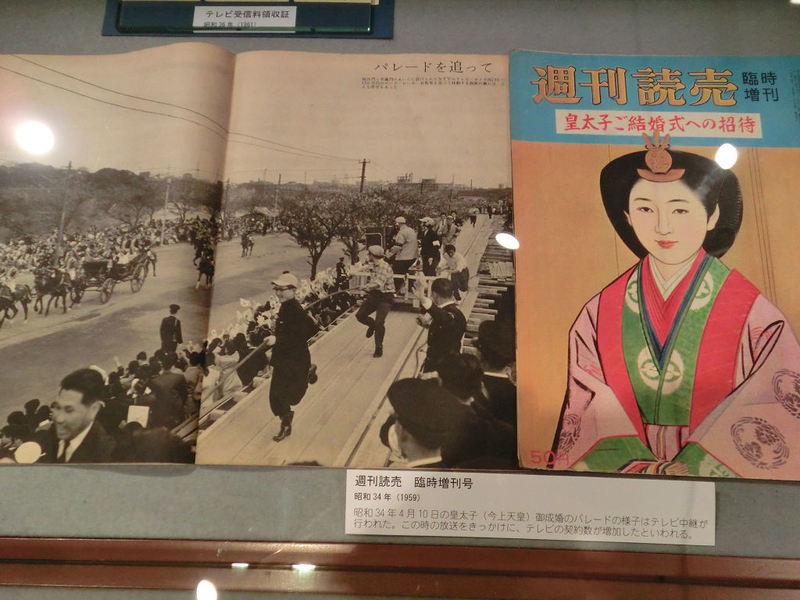 テレビ受信料領収証
昭和36年(1961)
パレードを追って
週刊読売
臨時
増刊
皇太子ご結婚式への招待
50円
週刊読売 臨時増刊号
昭和34年(1959)
昭和34年4月10日の皇太子(今上天皇)御成婚のパレードの様子はテレビ中継が
行われた。この時の放送をきっかけに、テレビの契約数が増加したといわれる。